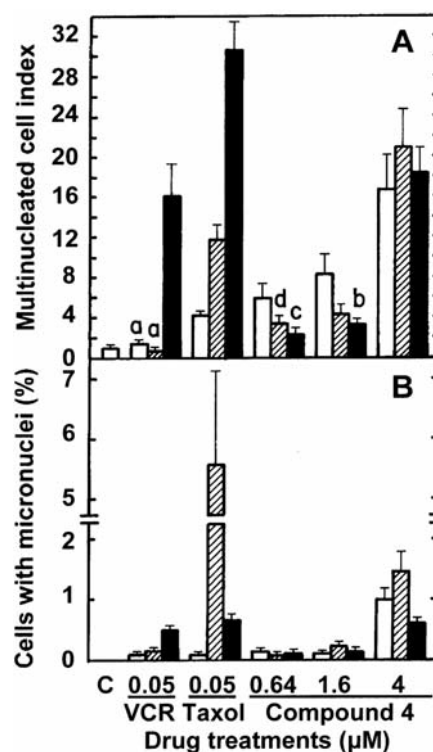 Multinucleated cell index
32
28
24
20
16
12
8
4
0
A
a a d c b
Cells with micronuclei (%)
7
6
5
2
1
0
B
C 0.05 0.05 0.64 1.6 4
VCR Taxol Compound 4
Drug treatments (μM)